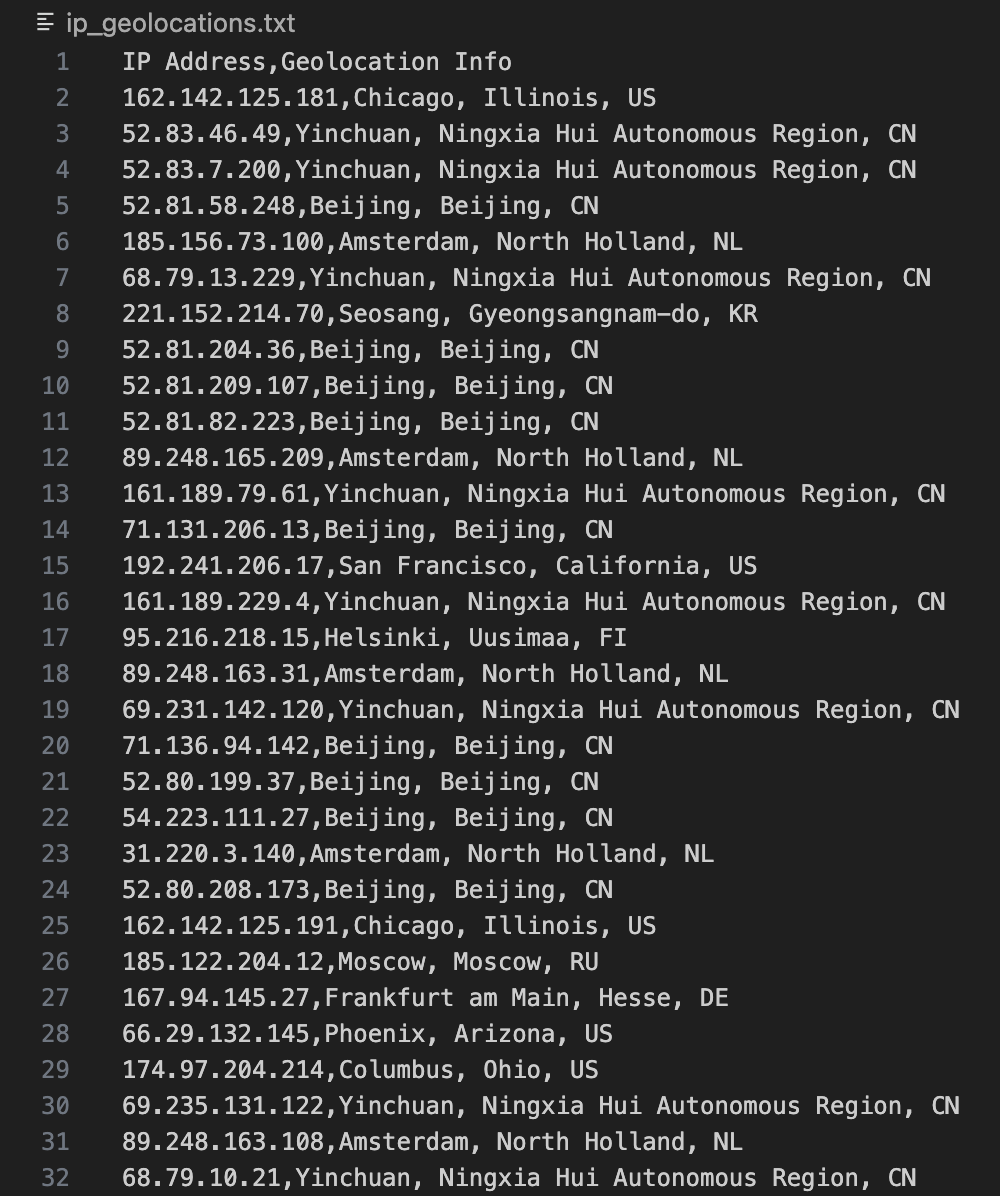 ip_geolocations.txt
1 IP Address,Geolocation Info
2 162.142.125.181,Chicago, Illinois, US
3 52.83.46.49,Yinchuan, Ningxia Hui Autonomous Region, CN
4 52.83.7.200,Yinchuan, Ningxia Hui Autonomous Region, CN
5 52.81.58.248,Beijing, Beijing, CN
6 185.156.73.100,Amsterdam, North Holland, NL
7 68.79.13.229,Yinchuan, Ningxia Hui Autonomous Region, CN
8 221.152.214.70,Seosang, Gyeongsangnam-do, KR
9 52.81.204.36,Beijing, Beijing, CN
10 52.81.209.107,Beijing, Beijing, CN
11 52.81.82.223,Beijing, Beijing, CN
12 89.248.165.209,Amsterdam, North Holland, NL
13 161.189.79.61,Yinchuan, Ningxia Hui Autonomous Region, CN
14 71.131.206.13,Beijing, Beijing, CN
15 192.241.206.17,San Francisco, California, US
16 161.189.229.4,Yinchuan, Ningxia Hui Autonomous Region, CN
17 95.216.218.15,Helsinki, Uusimaa, FI
18 89.248.163.31,Amsterdam, North Holland, NL
19 69.231.142.120,Yinchuan, Ningxia Hui Autonomous Region, CN
20 71.136.94.142,Beijing, Beijing, CN
21 52.80.199.37,Beijing, Beijing, CN
22 54.223.111.27,Beijing, Beijing, CN
23 31.220.3.140,Amsterdam, North Holland, NL
24 52.80.208.173,Beijing, Beijing, CN
25 162.142.125.191,Chicago, Illinois, US
26 185.122.204.12,Moscow, Moscow, RU
27 167.94.145.27,Frankfurt am Main, Hesse, DE
28 66.29.132.145,Phoenix, Arizona, US
29 174.97.204.214,Columbus, Ohio, US
30 69.235.131.122,Yinchuan, Ningxia Hui Autonomous Region, CN
31 89.248.163.108,Amsterdam, North Holland, NL
32 68.79.10.21,Yinchuan, Ningxia Hui Autonomous Region, CN